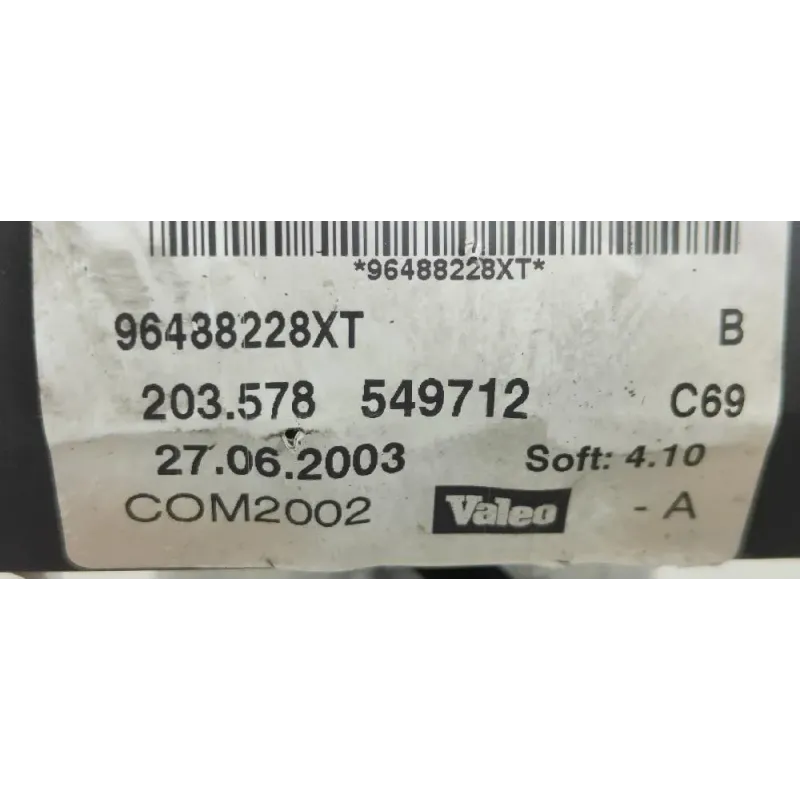 *96488228XT*
96488228XT B
203.578 549712 C69
27.06.2003 Soft: 4.10
COM2002 Valeo - A